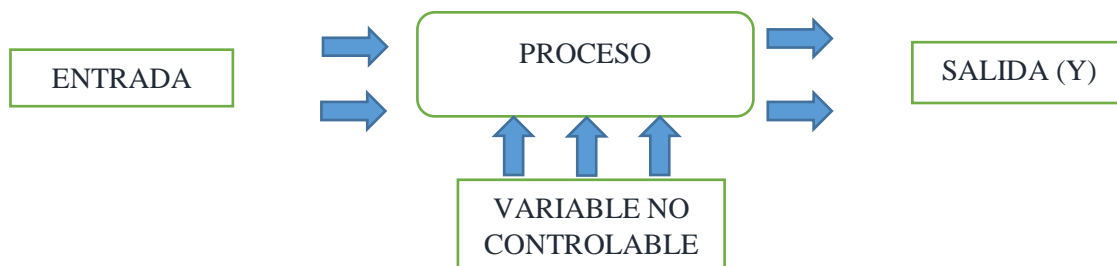 ENTRADA
PROCESO
SALIDA (Y)
VARIABLE NO
CONTROLABLE